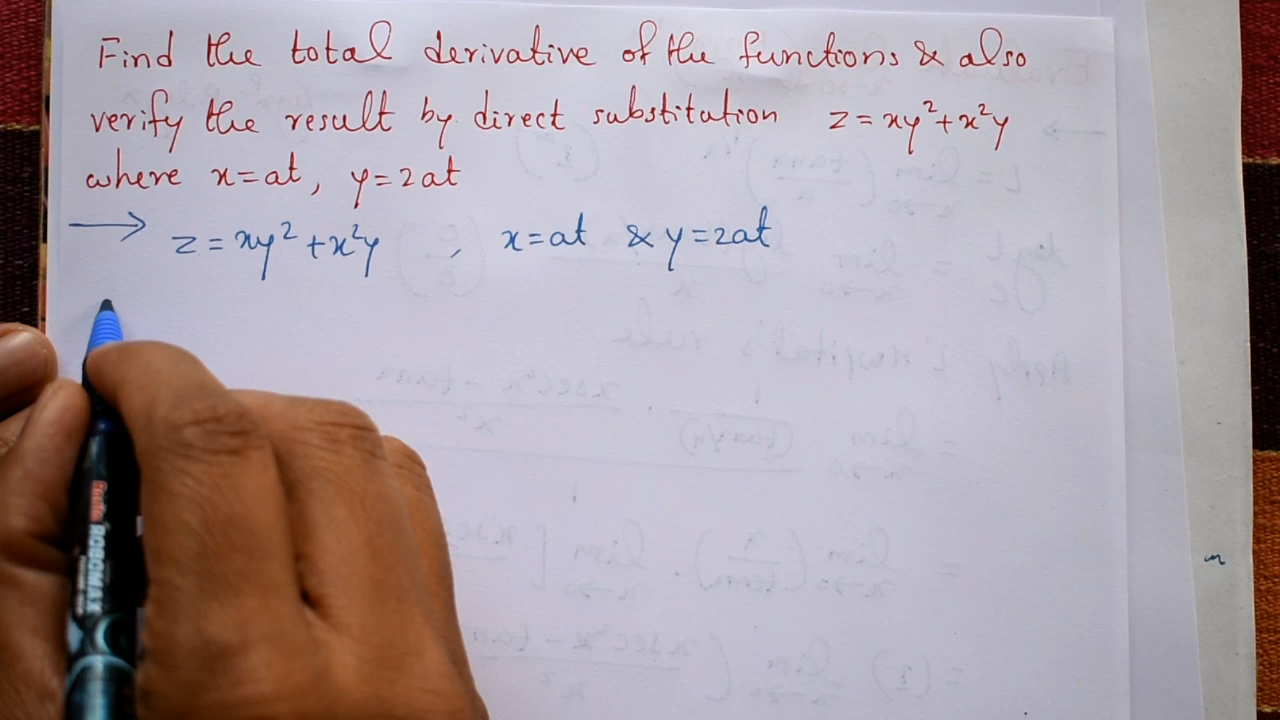 Find the total derivative of the functions & also
verify the result by direct substitution z = xy² + x²y
where x = at, y = 2at
→ z = xy² + x²y , x = at & y = 2at
ROBOMAX